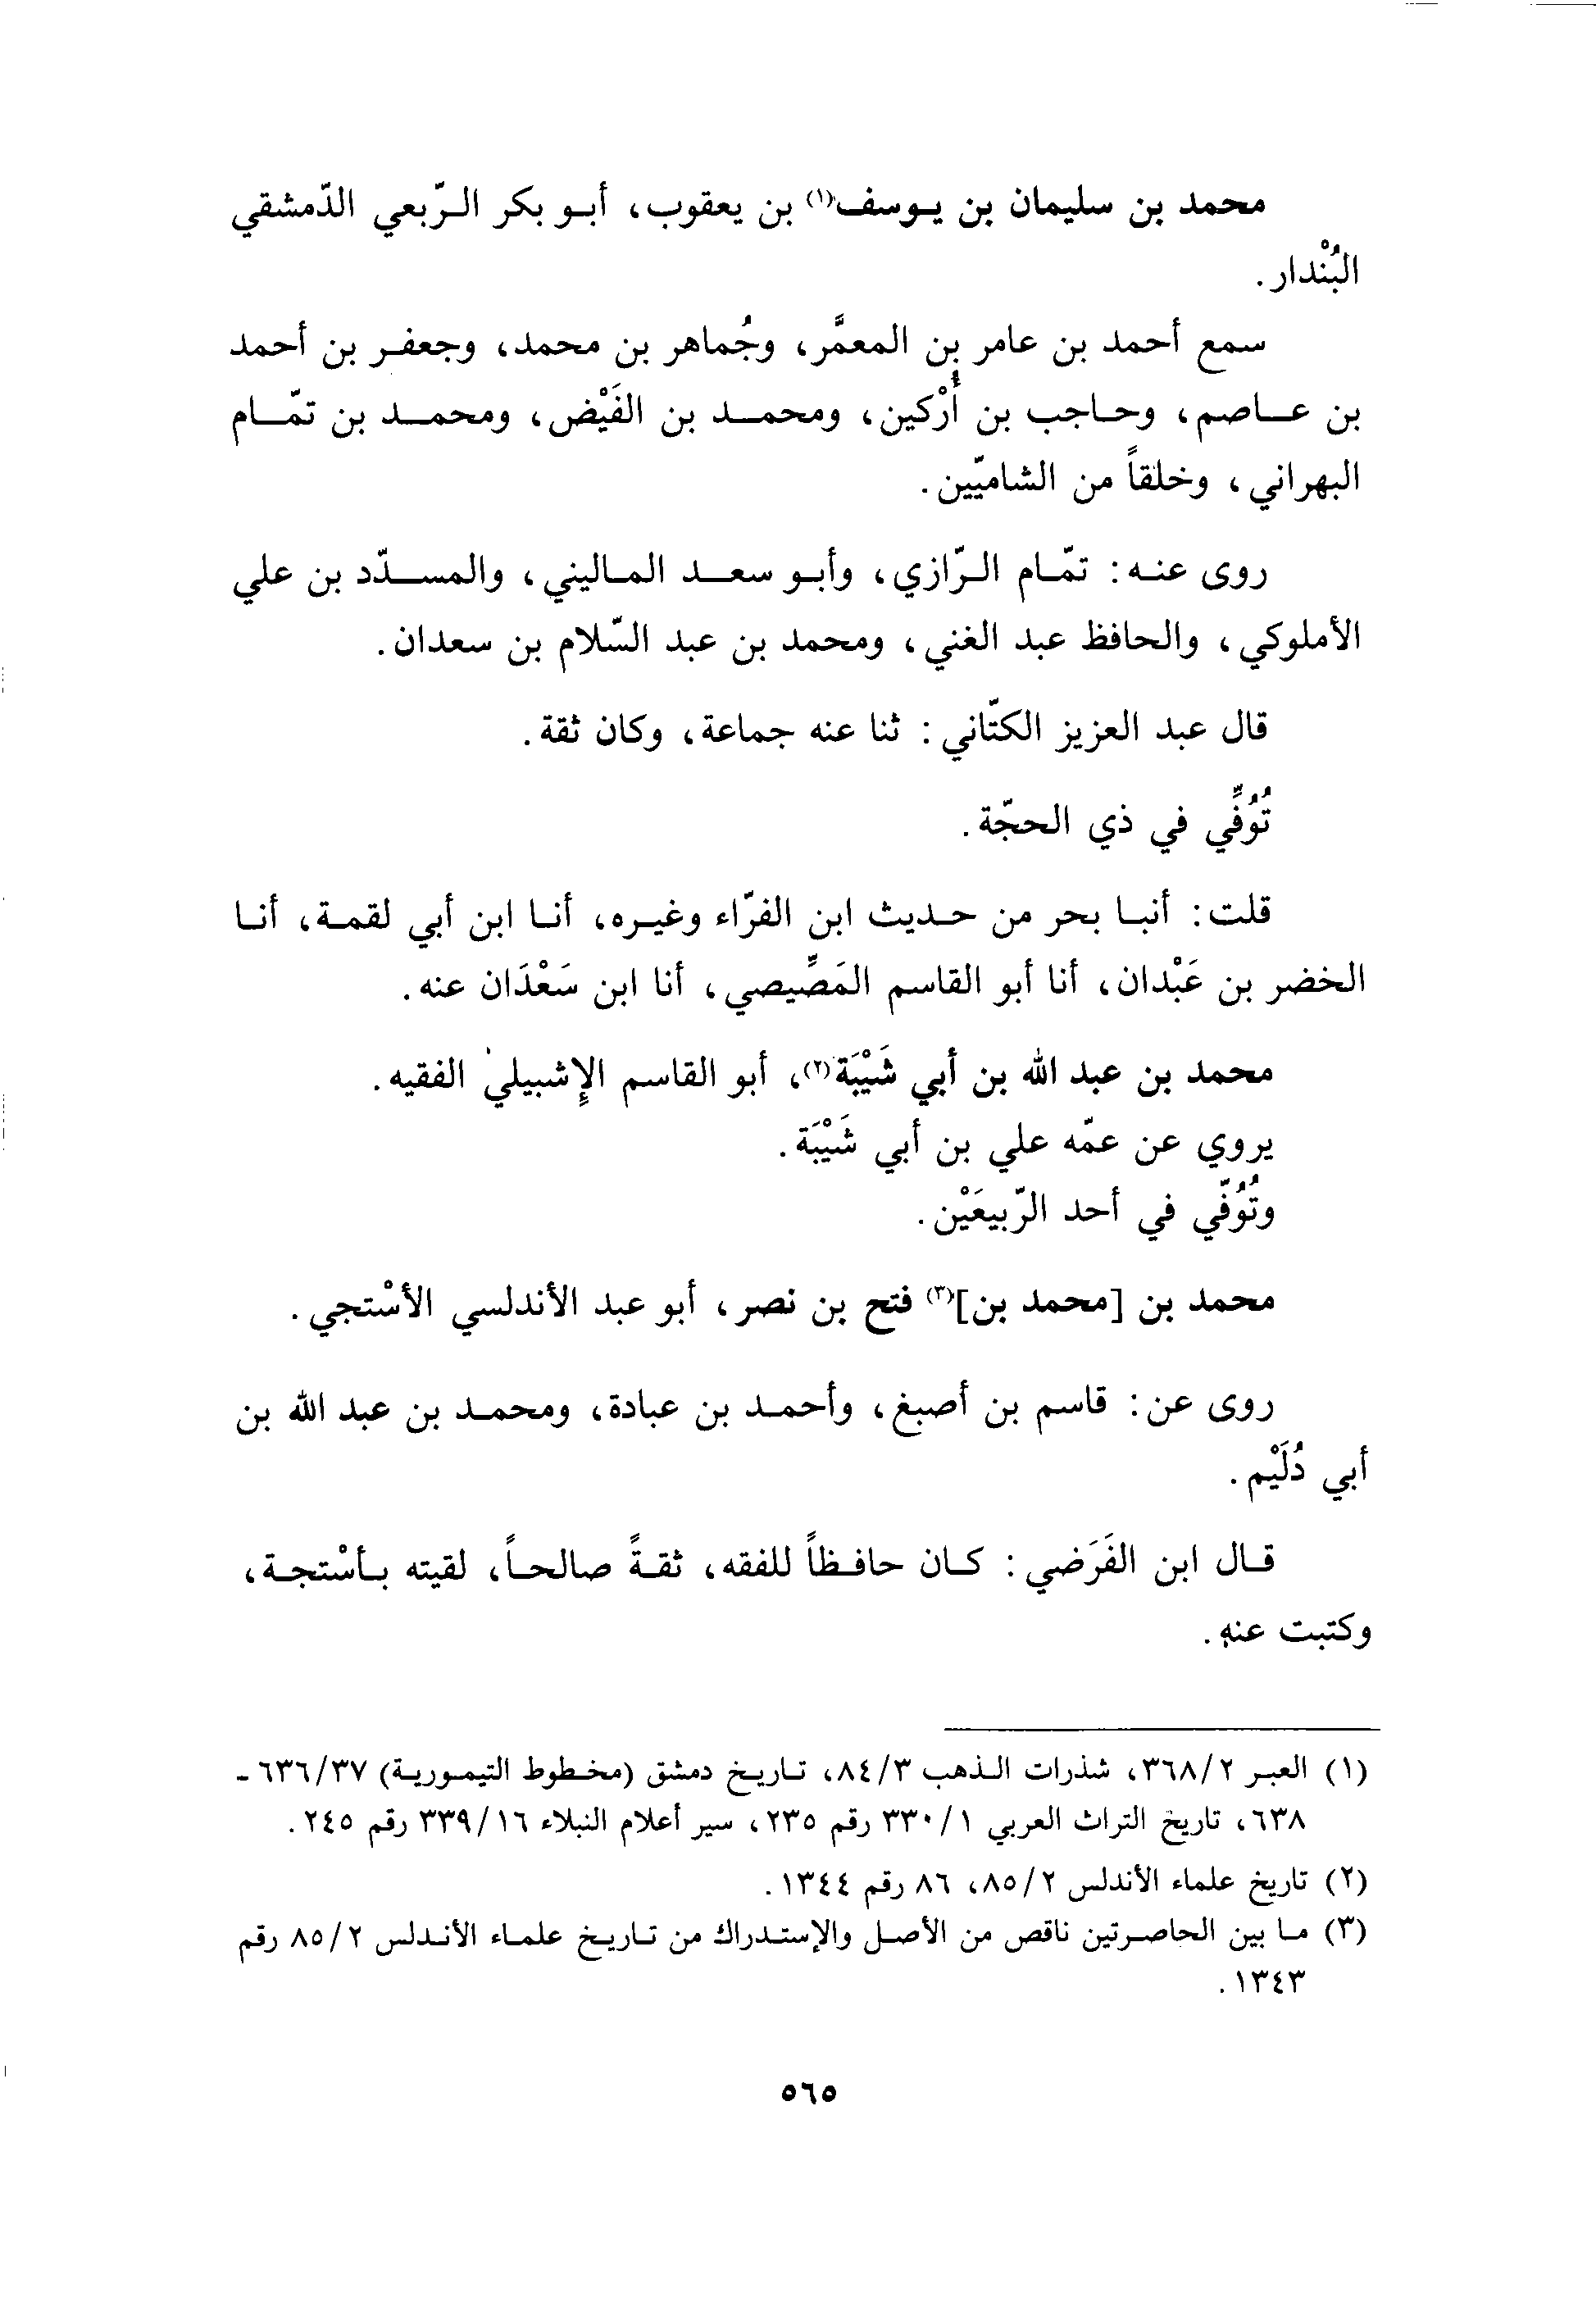 محمد بن سليمان بن يوسف(١) بن يعقوب، أبو بكر الرّبعي الدّمشقي
البُنْدار.
سمع أحمد بن عامر بن المعمَّر، وجُماهر بن محمد، وجعفر بن أحمد
بن عاصم، وحاجب بن أُرْكين، ومحمد بن الفَيْض، ومحمد بن تمّام
البهراني، وخلقاً من الشاميّين.
روى عنه: تمّام الرّازي، وأبو سعد الماليني، والمسدّد بن علي
الأملوكي، والحافظ عبد الغني، ومحمد بن عبد السّلام بن سعدان.
قال عبد العزيز الكتّاني: ثنا عنه جماعة، وكان ثقة.
تُوُفِّي في ذي الحجّة.
قلت: أنبا بحر من حديث ابن الفرّاء وغيره، أنا ابن أبي لقمة، أنا
الخضر بن عَبْدان، أنا أبو القاسم المَصِّيصي، أنا ابن سَعْدَان عنه.
محمد بن عبد الله بن أبي شَيْبَة(٢)، أبو القاسم الإِشبيلي الفقيه.
يروي عن عمّه علي بن أبي شَيْبَة.
وتُوُفّي في أحد الرّبيعَيْن.
محمد بن [محمد بن](٣) فتح بن نصر، أبو عبد الأندلسي الأسْتجي.
روى عن: قاسم بن أصبغ، وأحمد بن عبادة، ومحمد بن عبد الله بن
أبي دُلَيْم.
قال ابن الفَرَضي: كان حافظاً للفقه، ثقةً صالحاً، لقيته بأسْتجة،
وكتبت عنه.
(١) العبر ٣٦٨/٢، شذرات الذهب ٨٤/٣، تاريخ دمشق (مخطوط التيمورية) ٦٣٦/٣٧ -
٦٣٨، تاريخ التراث العربي ٣٣٠/١ رقم ٢٣٥، سير أعلام النبلاء ٣٣٩/١٦ رقم ٢٤٥.
(٢) تاريخ علماء الأندلس ٨٥/٢، ٨٦ رقم ١٣٤٤.
(٣) ما بين الحاصرتين ناقص من الأصل والإستدراك من تاريخ علماء الأندلس ٨٥/٢ رقم
١٣٤٣.
٥٦٥